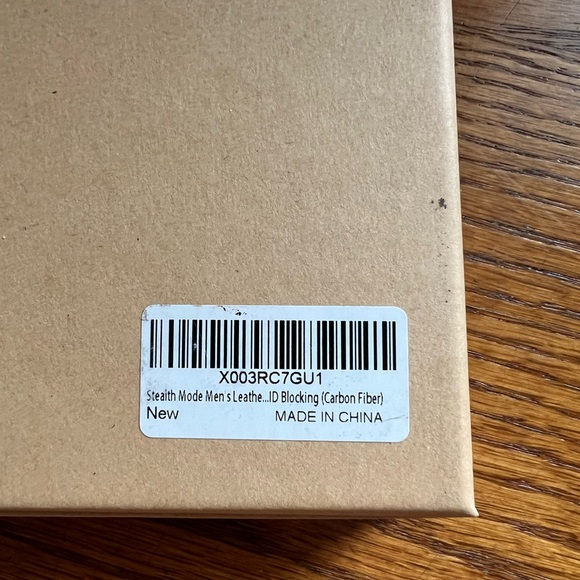 X003RC7GU1
Stealth Mode Men's Leathe...ID Blocking (Carbon Fiber)
New MADE IN CHINA